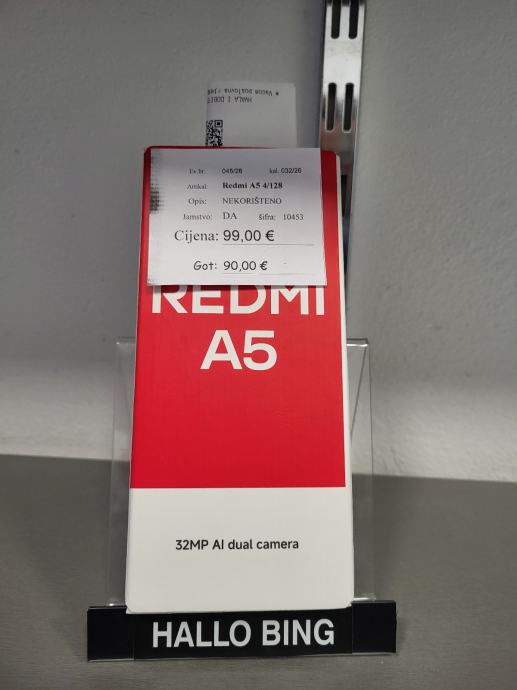 HVALA I
Ev.br: 045/26 kal. 032/26
Artikal: Redmi A5 4/128
Opis: NEKORIŠTENO
Jamstvo: DA šifra: 10453
Cijena: 99,00 €
Got: 90,00 €
REDMI
A5
32MP AI dual camera
HALLO BING